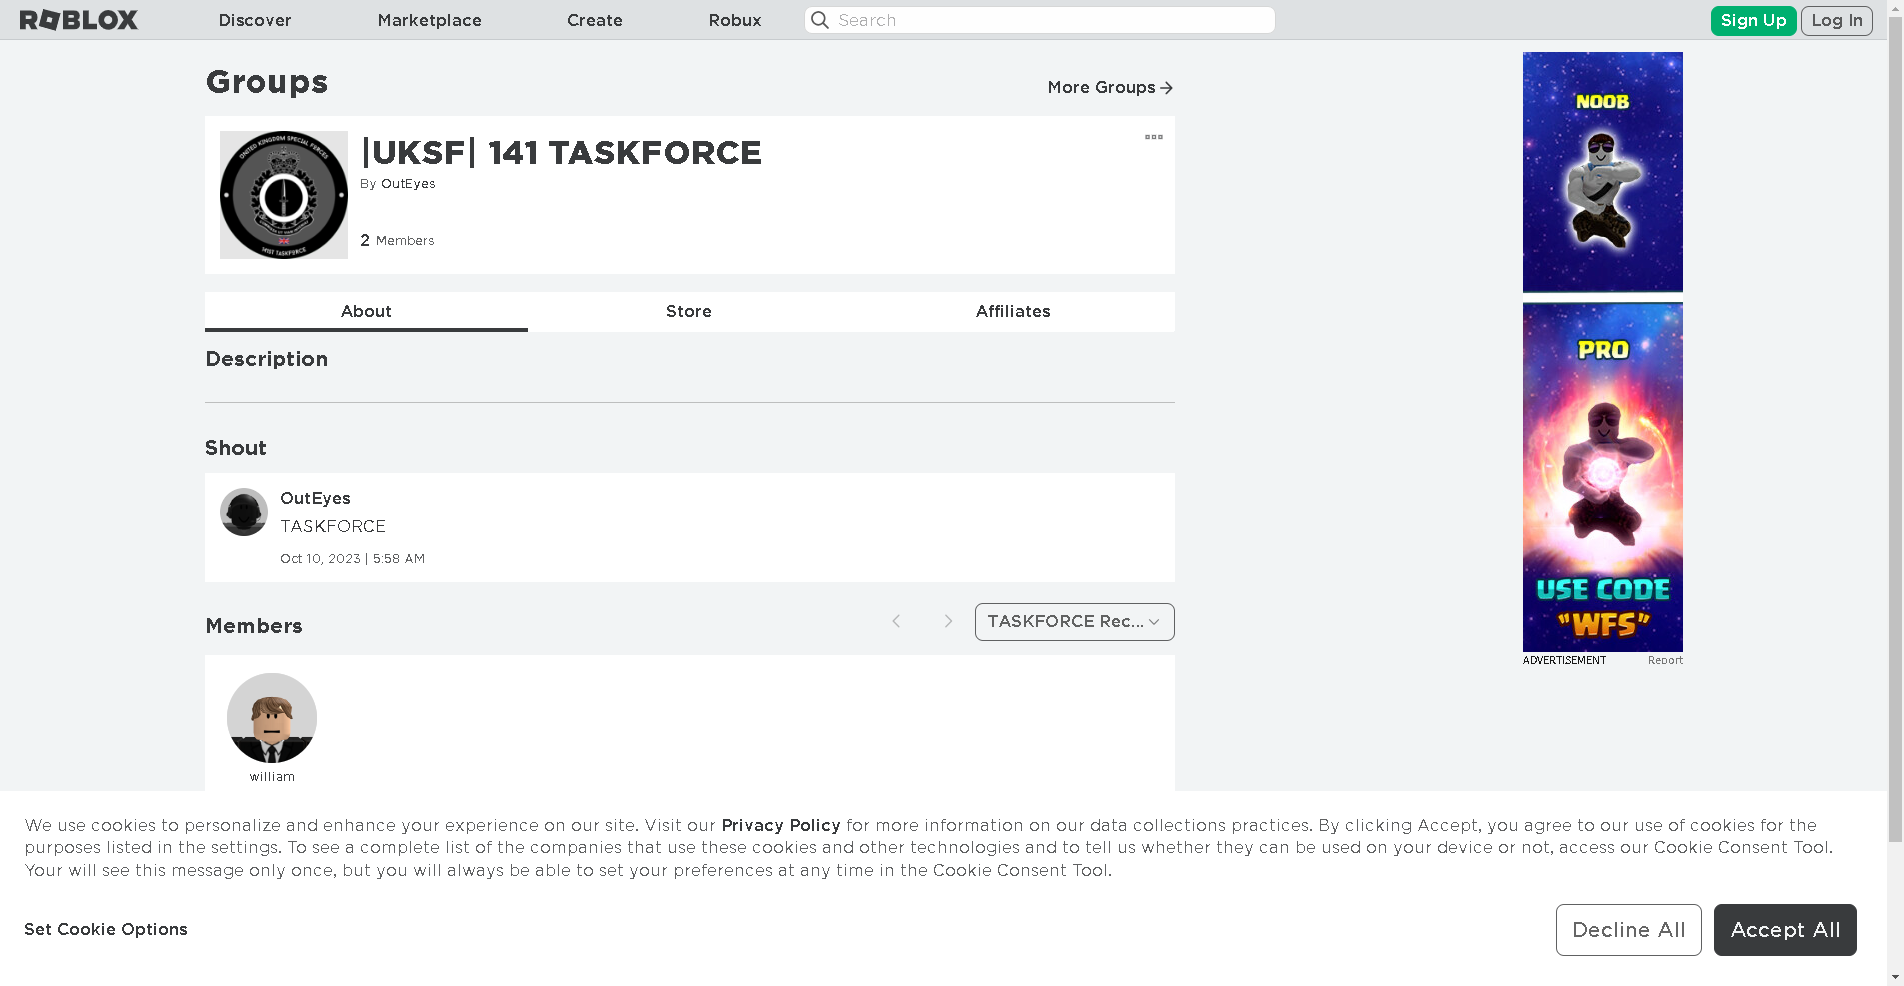 ROBLOX Discover Marketplace Create Robux Search Sign Up Log In
Groups
More Groups
UNITED KINGDOM SPECIAL FORCES
141ST TASKFORCE
|UKSF| 141 TASKFORCE
By OutEyes
2 Members
About Store Affiliates
Description
Shout
OutEyes
TASKFORCE
Oct 10, 2023 | 5:58 AM
Members
TASKFORCE Rec...
william
NOOB
PRO
USE CODE
"WFS"
ADVERTISEMENT Report
We use cookies to personalize and enhance your experience on our site. Visit our Privacy Policy for more information on our data collections practices. By clicking Accept, you agree to our use of cookies for the
purposes listed in the settings. To see a complete list of the companies that use these cookies and other technologies and to tell us whether they can be used on your device or not, access our Cookie Consent Tool.
Your will see this message only once, but you will always be able to set your preferences at any time in the Cookie Consent Tool.
Set Cookie Options
Decline All Accept All